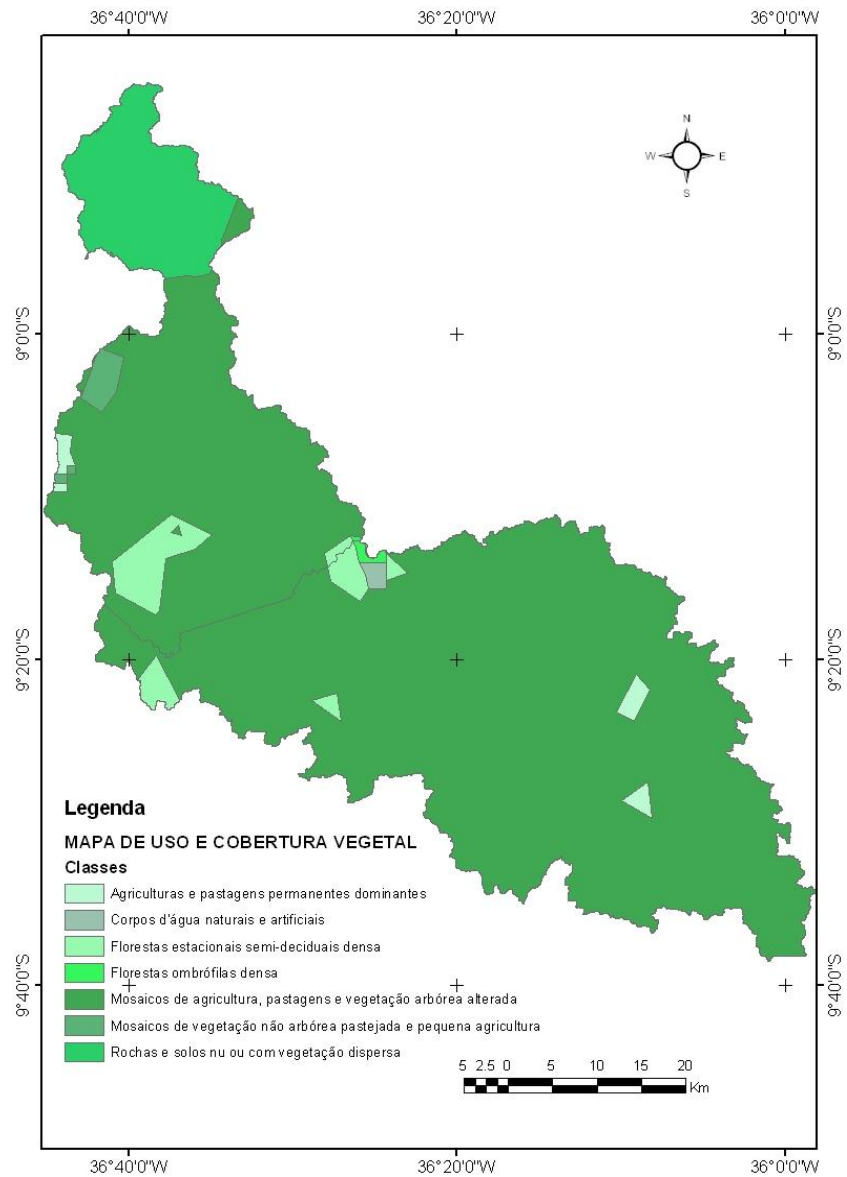 36°40'0"W 36°20'0"W 36°0'0"W
N
W E
S
9°0'0"S 9°0'0"S
9°20'0"S 9°20'0"S
Legenda
MAPA DE USO E COBERTURA VEGETAL
Classes
Agriculturas e pastagens permanentes dominantes
Corpos d'água naturais e artificiais
Florestas estacionais semi-deciduais densa
Florestas ombrófilas densa
9°40'0"S 9°40'0"S
Mosaicos de agricultura, pastagens e vegetação arbórea alterada
Mosaicos de vegetação não arbórea pastejada e pequena agricultura
Rochas e solos nu ou com vegetação dispersa
5 2.5 0 5 10 15 20
Km
36°40'0"W 36°20'0"W 36°0'0"W